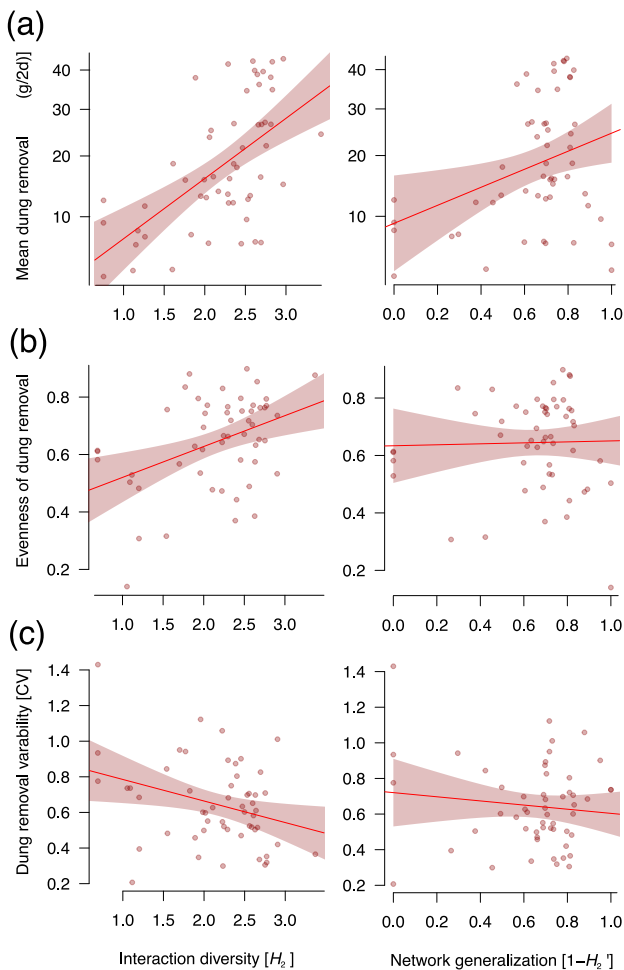 (a)
Mean dung removal (g/2d)]
40
30
20
10
1.0 1.5 2.0 2.5 3.0
40
30
20
10
0.0 0.2 0.4 0.6 0.8 1.0
(b)
Evenness of dung removal
0.8
0.6
0.4
0.2
1.0 1.5 2.0 2.5 3.0
0.8
0.6
0.4
0.2
0.0 0.2 0.4 0.6 0.8 1.0
(c)
Dung removal varability [CV]
1.4
1.2
1.0
0.8
0.6
0.4
0.2
1.0 1.5 2.0 2.5 3.0
Interaction diversity [H2]
1.4
1.2
1.0
0.8
0.6
0.4
0.2
0.0 0.2 0.4 0.6 0.8 1.0
Network generalization [1−H2']